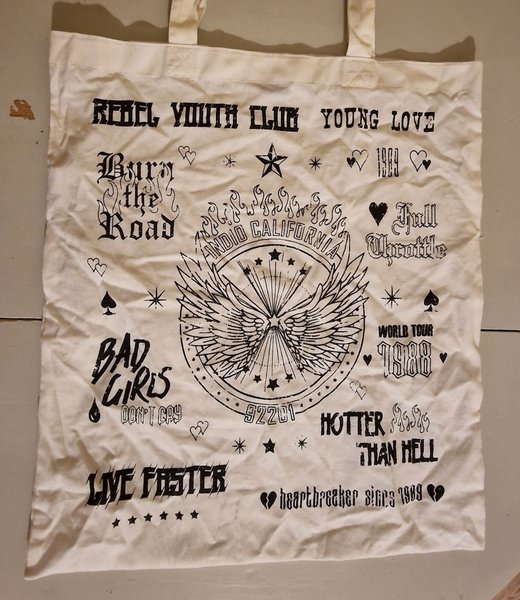 REBEL YOUTH CLUB
YOUNG LOVE
Burn
the
Road
Full
Throttle
INDIO CALIFORNIA
92201
WORLD TOUR
1988
BAD
GIRLS
DON'T CRY
HOTTER
THAN HELL
LIVE FASTER
heartbreaker since 1989